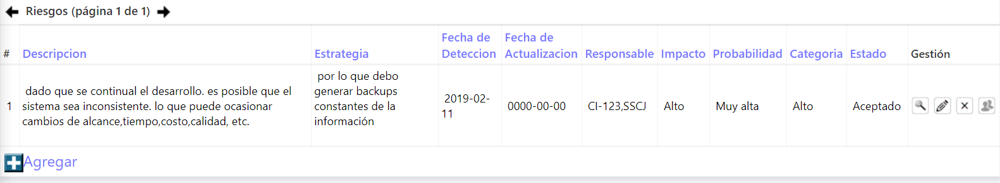 Riesgos (página 1 de 1)
# Descripcion Estrategia Fecha de Deteccion Fecha de Actualizacion Responsable Impacto Probabilidad Categoria Estado Gestión
1
dado que se continual el desarrollo. es posible que el
sistema sea inconsistente. lo que puede ocasionar
cambios de alcance,tiempo,costo,calidad, etc.
por lo que debo
generar backups
constantes de la
información
2019-02-
11
0000-00-00
CI-123,SSCJ
Alto
Muy alta
Alto
Aceptado
Agregar